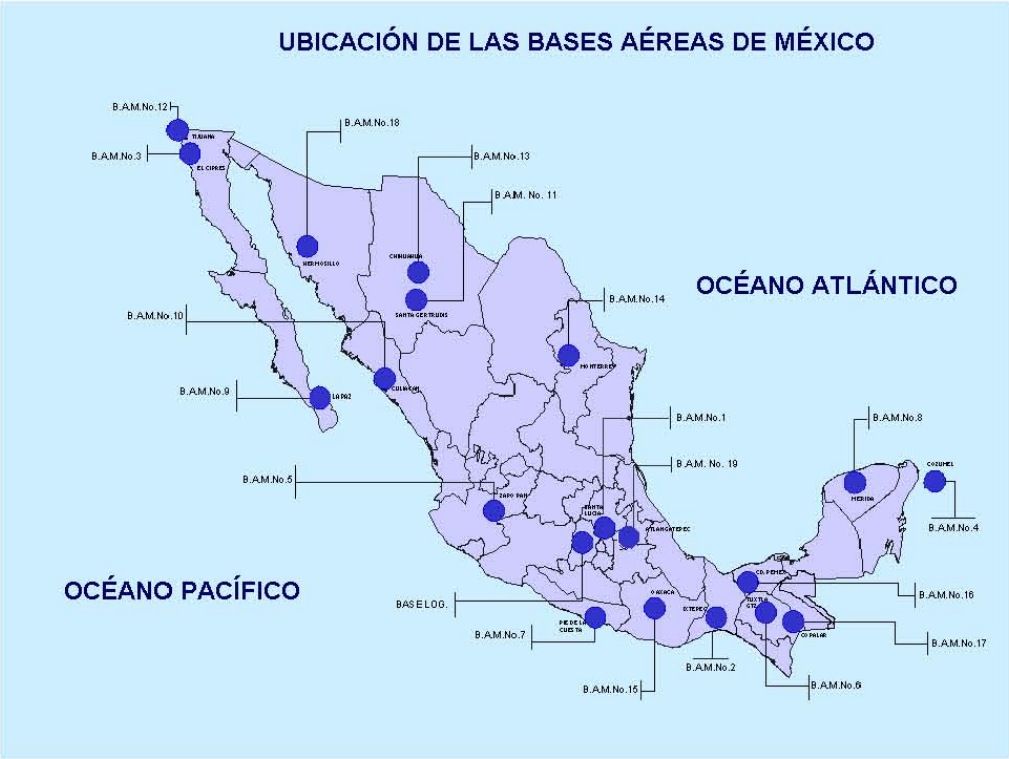 UBICACIÓN DE LAS BASES AÉREAS DE MÉXICO
B.A.M.No.12
TIJUANA
B.A.M.No.18
B.A.M.No.3
EL CIPRES
B.A.M.No.13
B.A.M. No. 11
HERMOSILLO
CHIHUAHUA
OCÉANO ATLÁNTICO
B.A.M.No.14
SANTA GERTRUDIS
B.A.M.No.10
MONTERREY
CULIACAN
B.A.M.No.9
LA PAZ
B.A.M.No.1
B.A.M.No.8
B.A.M. No. 19
COZUMEL
B.A.M.No.5
ZAPOPAN
MERIDA
SANTA
LUCIA
B.A.M.No.4
ATLANGATEPEC
OCÉANO PACÍFICO
CD. PEMEX
B.A.M.No.16
OAXACA
TUXTLA
GTZ
BASE LOG.
IXTEPEC
PIE DE LA
CUESTA
COPALAR
B.A.M.No.7
B.A.M.No.17
B.A.M.No.2
B.A.M.No.15
B.A.M.No.6